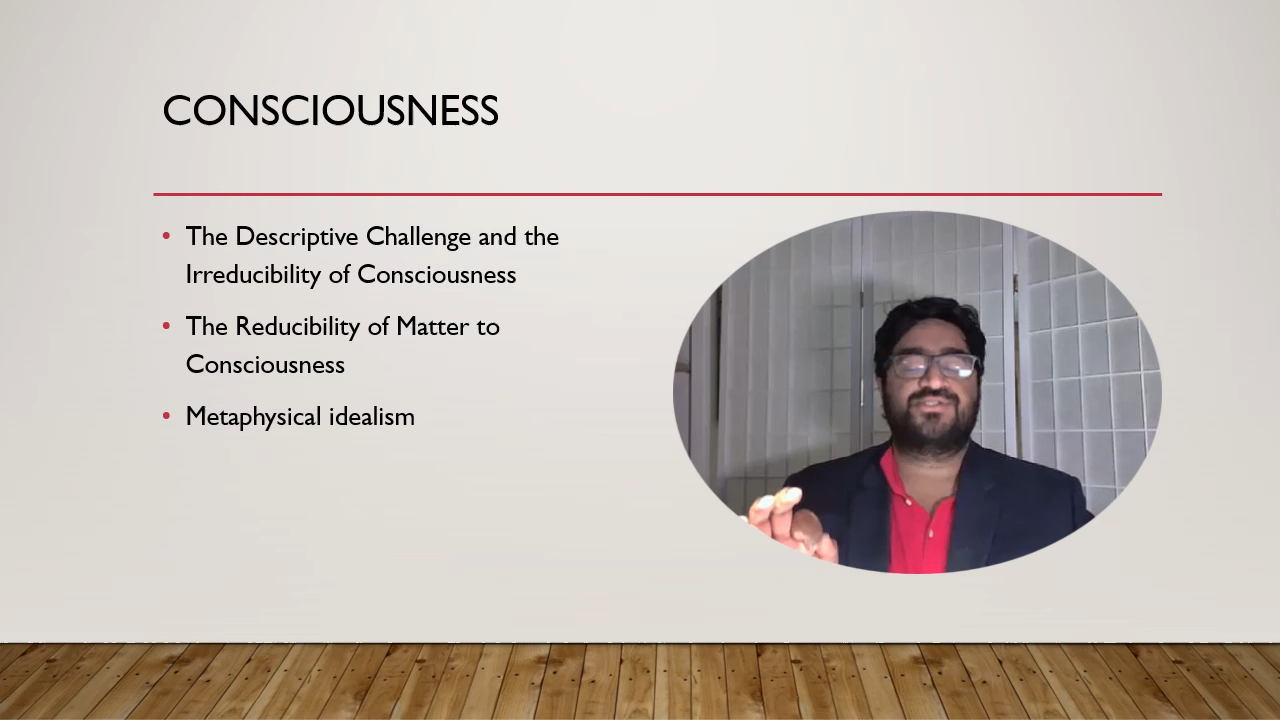 CONSCIOUSNESS
• The Descriptive Challenge and the
Irreducibility of Consciousness
• The Reducibility of Matter to
Consciousness
• Metaphysical idealism